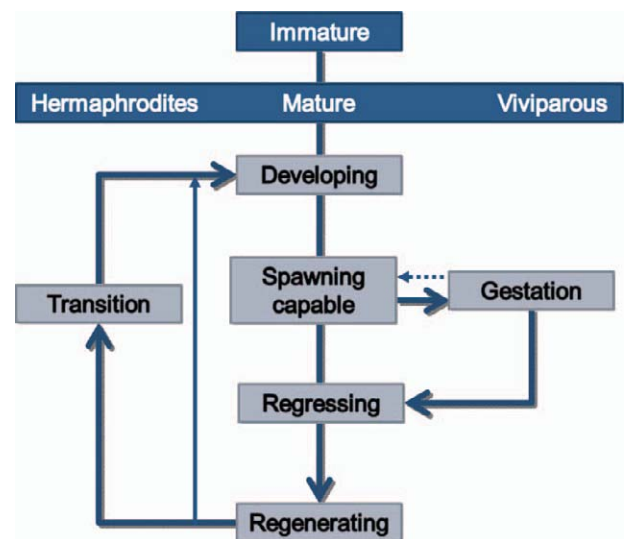 Immature
Hermaphrodites Mature Viviparous
Developing
Spawning
capable
Gestation
Transition
Regressing
Regenerating